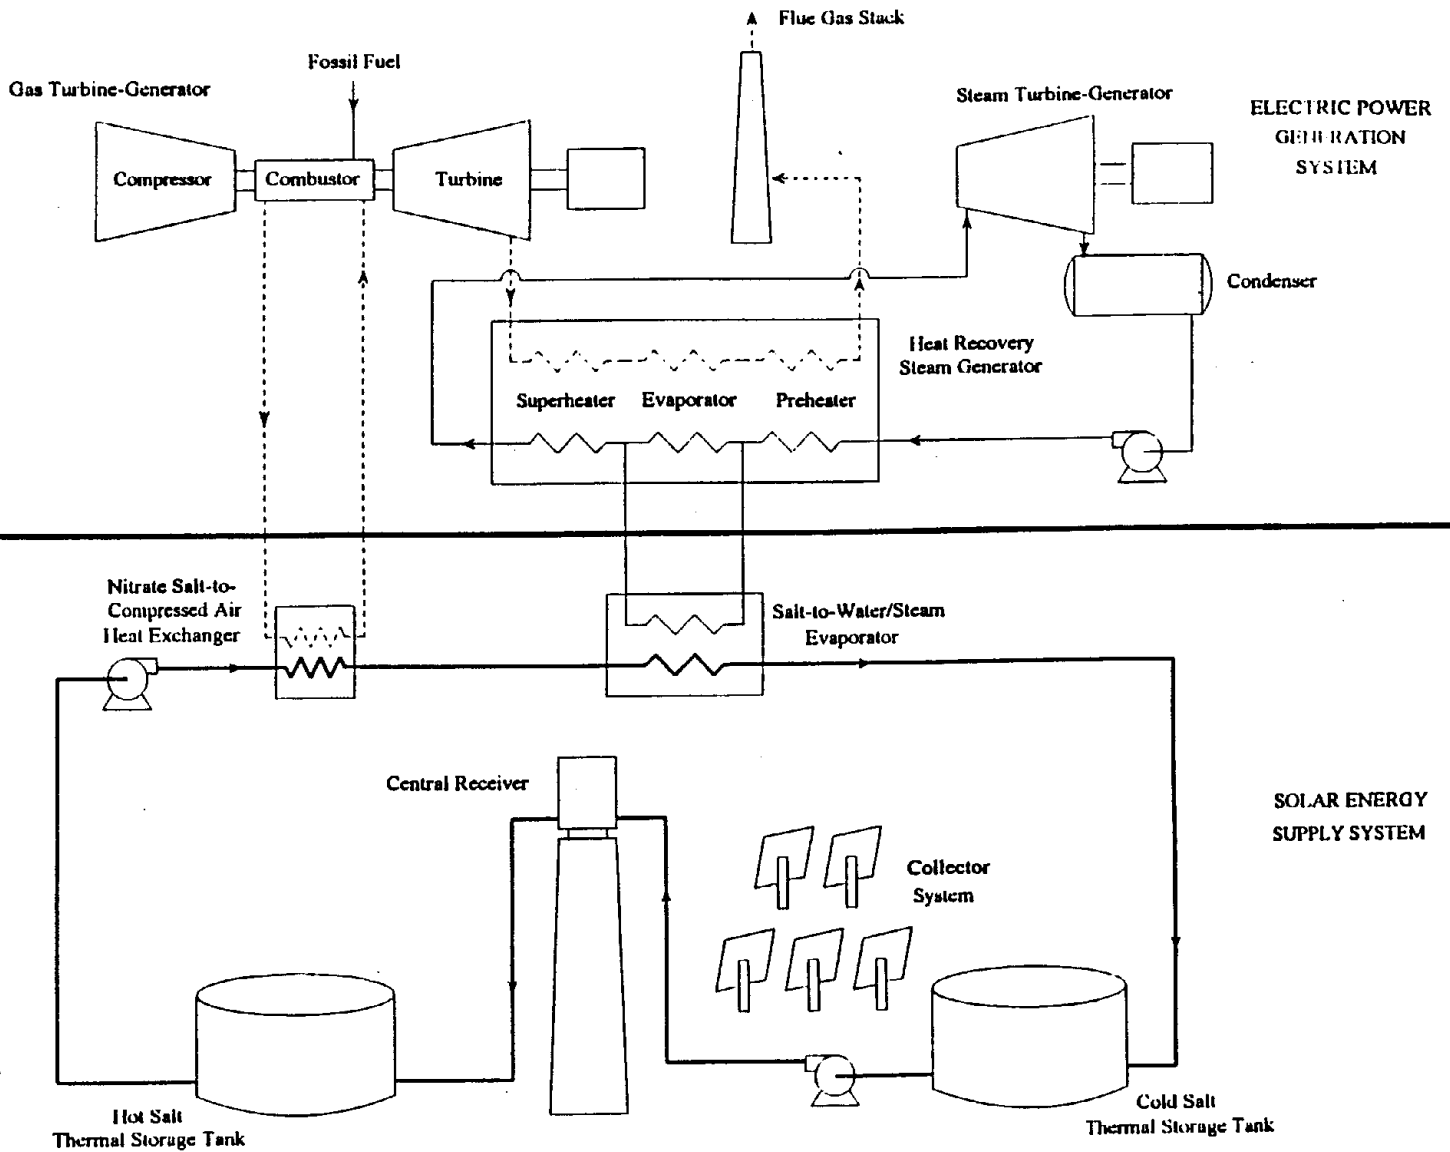 Flue Gas Stack
Fossil Fuel
Gas Turbine-Generator
Steam Turbine-Generator
ELECTRIC POWER
GENERATION
SYSTEM
Compressor
Combustor
Turbine
Condenser
Heat Recovery
Steam Generator
Superheater
Evaporator
Preheater
Nitrate Salt-to-
Compressed Air
Heat Exchanger
Salt-to-Water/Steam
Evaporator
Central Receiver
SOLAR ENERGY
SUPPLY SYSTEM
Collector
System
Hot Salt
Thermal Storage Tank
Cold Salt
Thermal Storage Tank